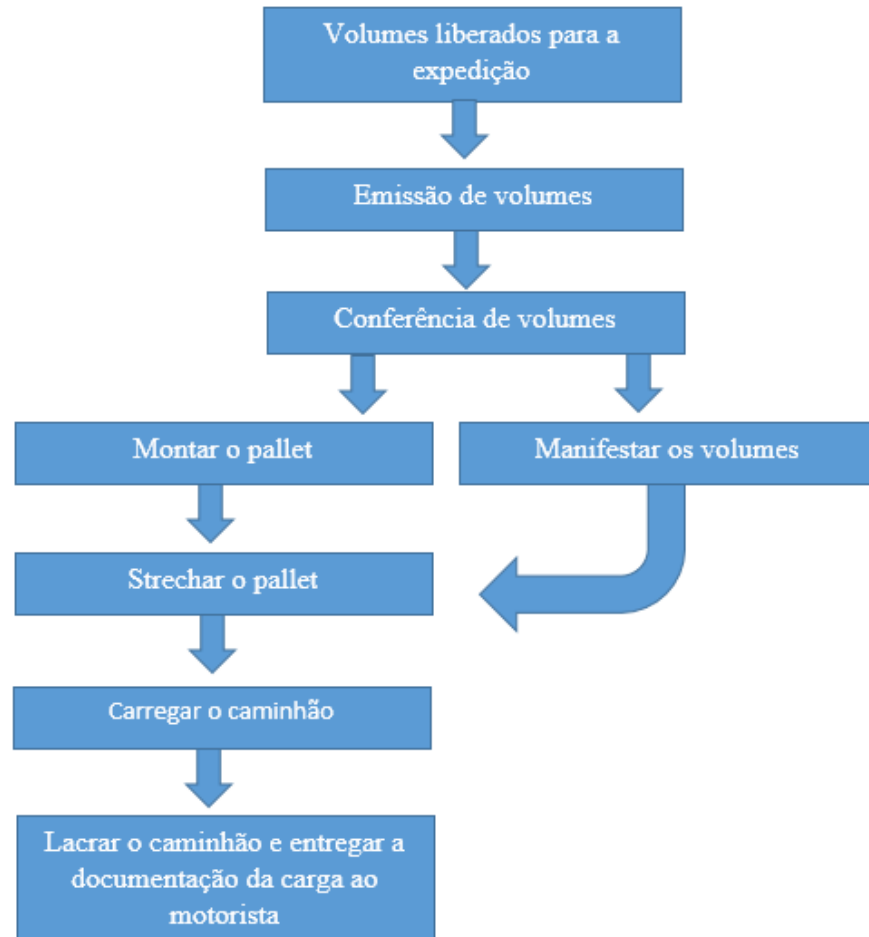 Volumes liberados para a
expedição
Emissão de volumes
Conferência de volumes
Montar o pallet
Manifestar os volumes
Strechar o pallet
Carregar o caminhão
Lacrar o caminhão e entregar a
documentação da carga ao
motorista